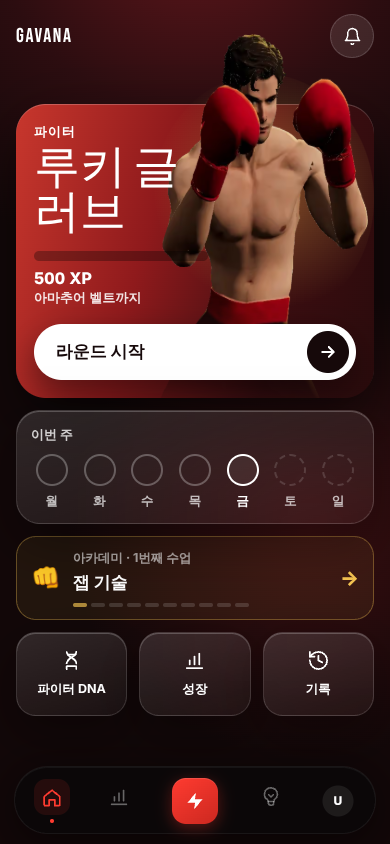 GAVANA
파이터
루키 글
러브
500 XP
아마추어 벨트까지
라운드 시작
이번 주
월 화 수 목 금 토 일
아카데미 · 1번째 수업
잽 기술
파이터 DNA
성장
기록
U